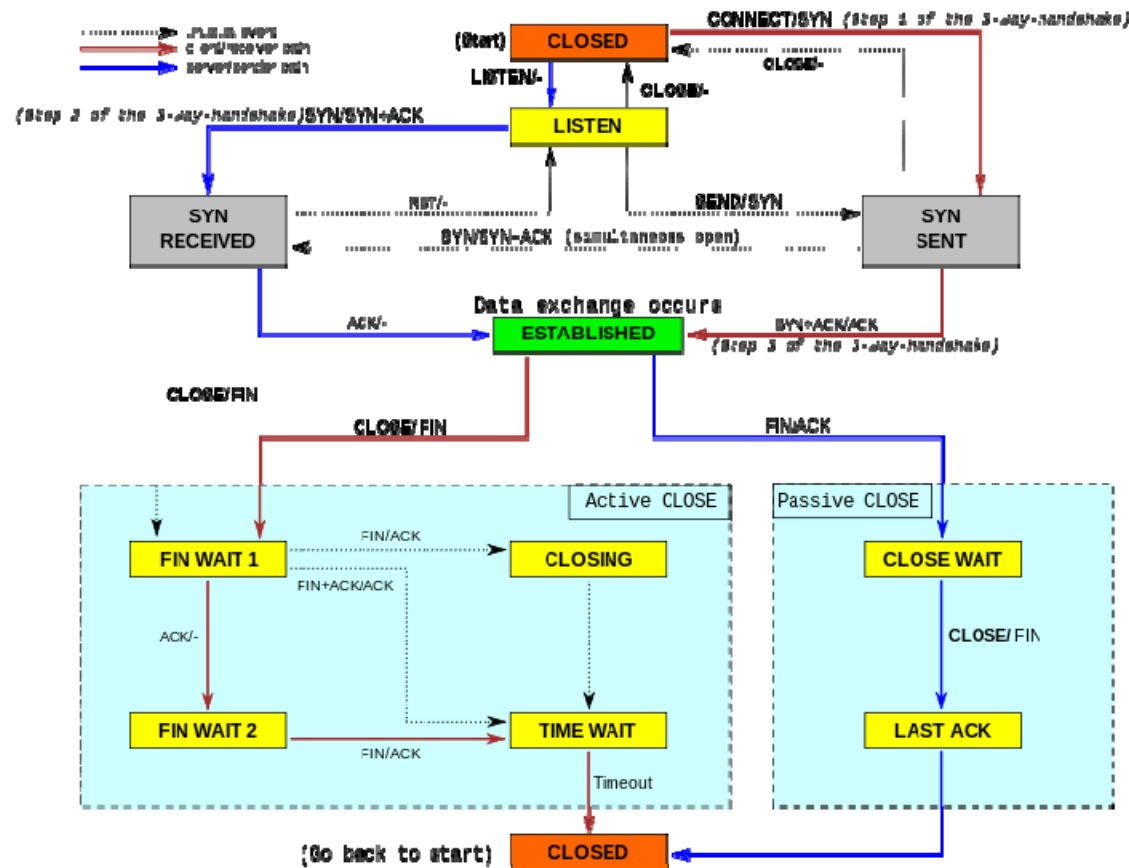 CONNECT/SYN (Step 1 of the 3-way-handshake)
(Start) CLOSED
CLOSE/-
LISTEN/-
CLOSE/-
(Step 2 of the 3-way-handshake)SYN/SYN+ACK
LISTEN
RST/-
SEND/SYN
SYN
RECEIVED
SYN
SENT
SYN/SYN+ACK (simultaneous open)
Data exchange occurs
ACK/-
ESTABLISHED
SYN+ACK/ACK
(Step 3 of the 3-way-handshake)
CLOSE/FIN
CLOSE/FIN
FIN/ACK
Active CLOSE
Passive CLOSE
FIN WAIT 1
FIN/ACK
CLOSING
CLOSE WAIT
FIN+ACK/ACK
ACK/-
CLOSE/ FIN
FIN WAIT 2
FIN/ACK
TIME WAIT
LAST ACK
Timeout
(Go back to start) CLOSED